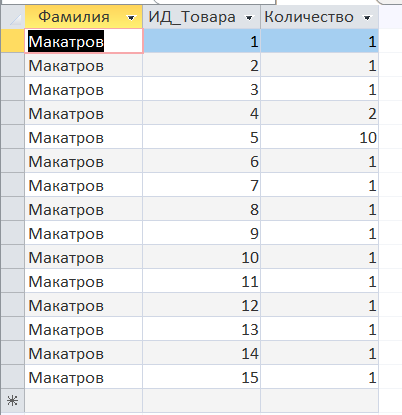 Фамилия ИД_Товара Количество
Макатров 1 1
Макатров 2 1
Макатров 3 1
Макатров 4 2
Макатров 5 10
Макатров 6 1
Макатров 7 1
Макатров 8 1
Макатров 9 1
Макатров 10 1
Макатров 11 1
Макатров 12 1
Макатров 13 1
Макатров 14 1
Макатров 15 1